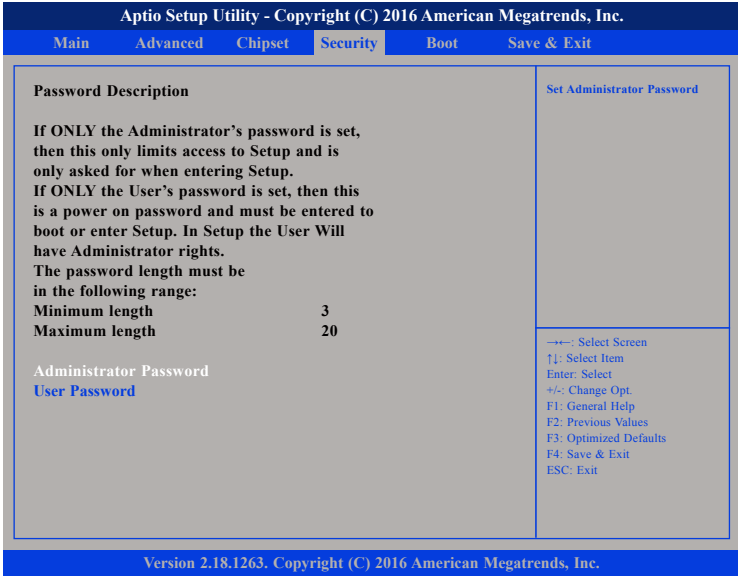 Aptio Setup Utility - Copyright (C) 2016 American Megatrends, Inc.
Main Advanced Chipset Security Boot Save & Exit
Password Description
If ONLY the Administrator's password is set,
then this only limits access to Setup and is
only asked for when entering Setup.
If ONLY the User's password is set, then this
is a power on password and must be entered to
boot or enter Setup. In Setup the User Will
have Administrator rights.
The password length must be
in the following range:
Minimum length 3
Maximum length 20
Administrator Password
User Password
Set Administrator Password
→←: Select Screen
↑↓: Select Item
Enter: Select
+/-: Change Opt.
F1: General Help
F2: Previous Values
F3: Optimized Defaults
F4: Save & Exit
ESC: Exit
Version 2.18.1263. Copyright (C) 2016 American Megatrends, Inc.